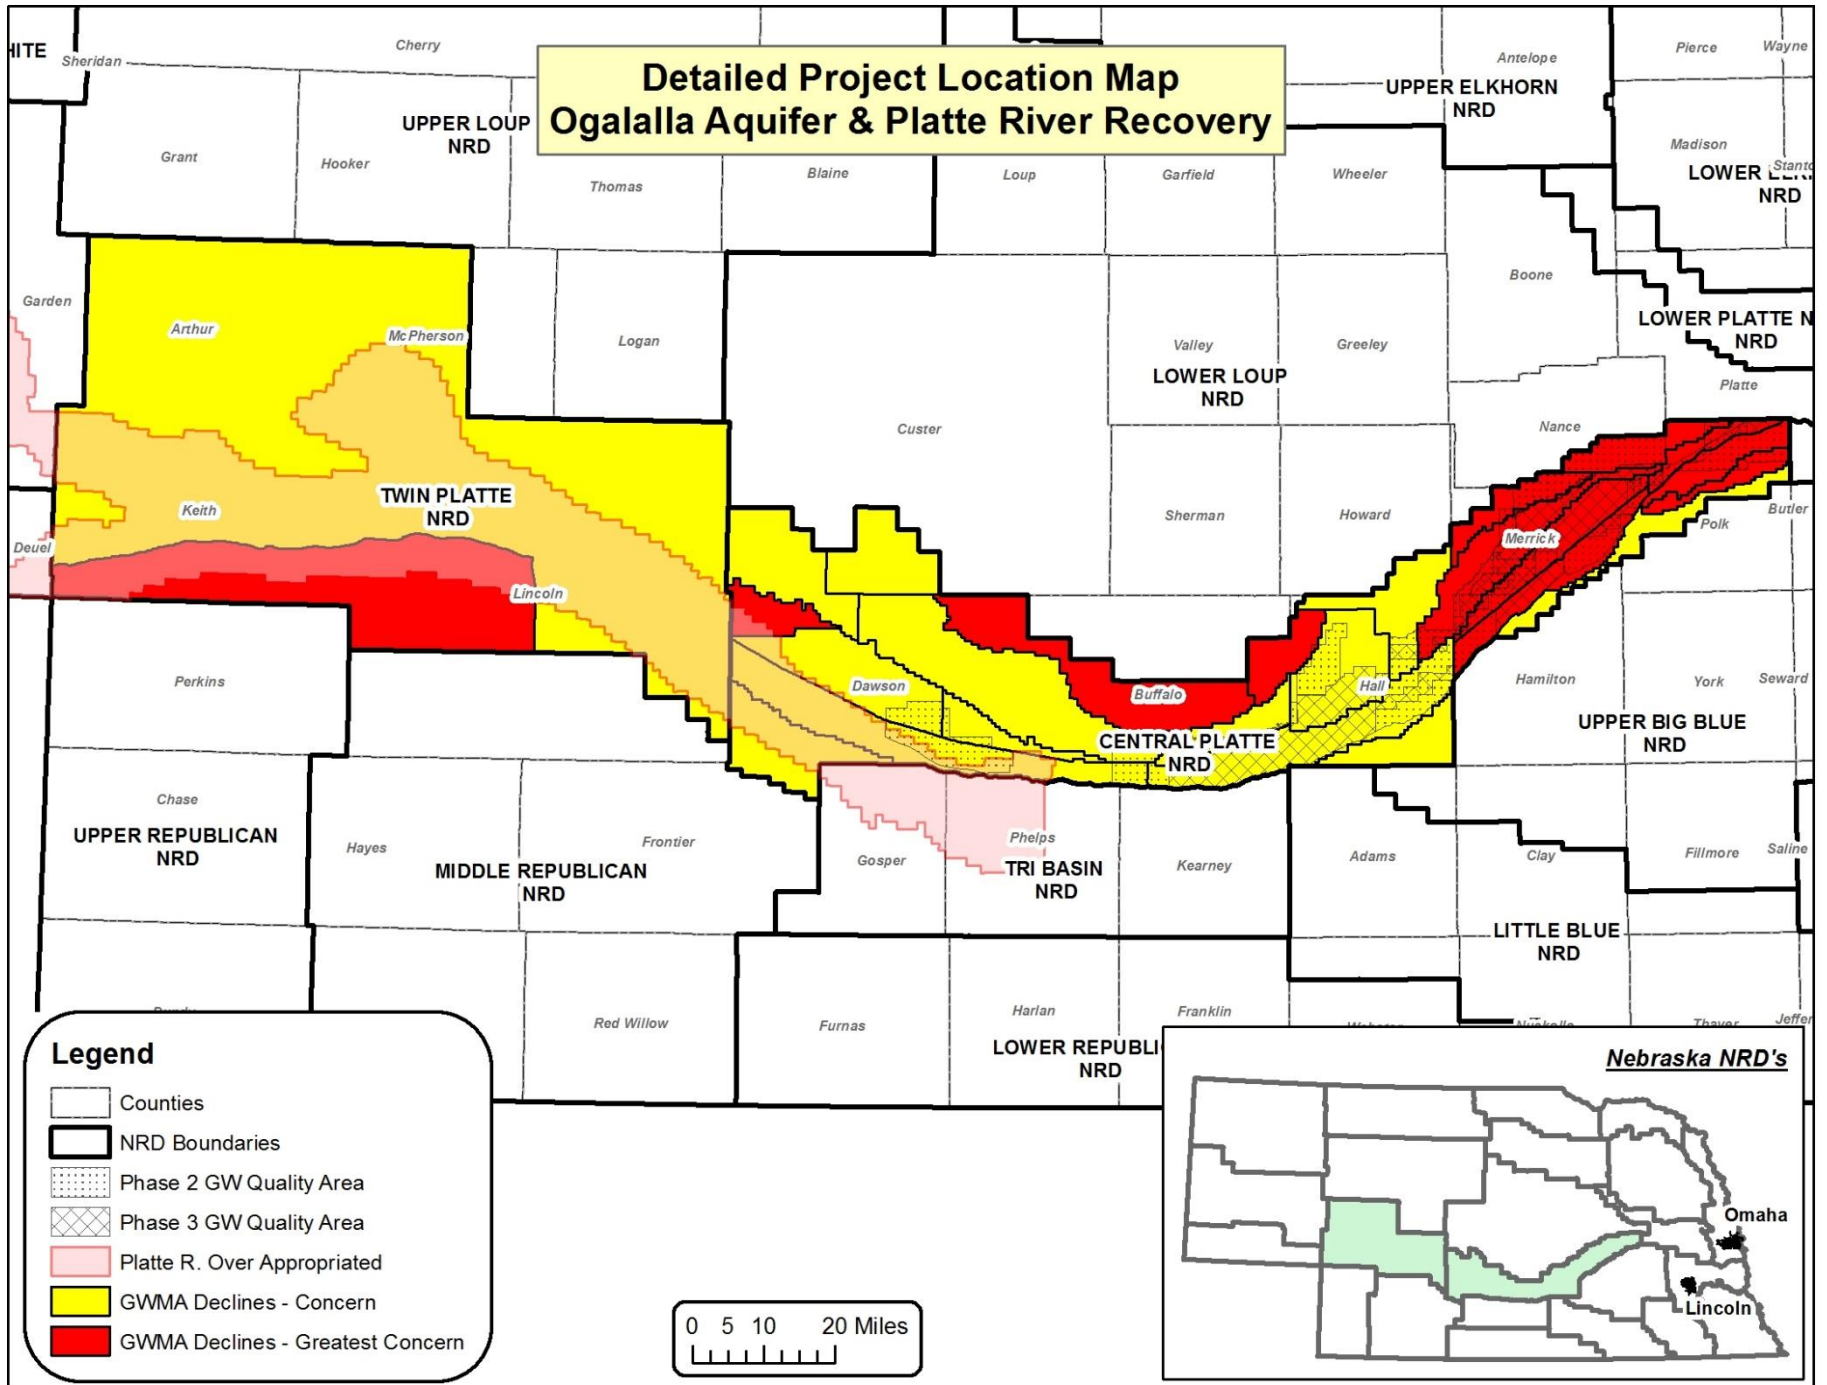 Detailed Project Location Map
Ogalalla Aquifer & Platte River Recovery
HITE
Sheridan
Cherry
Antelope
Pierce
Wayne
UPPER ELKHORN
NRD
UPPER LOUP
NRD
Grant
Hooker
Thomas
Blaine
Loup
Garfield
Wheeler
Madison
Stant
LOWER ELK
NRD
Garden
Arthur
McPherson
Logan
Valley
Greeley
Boone
LOWER PLATTE N
NRD
LOWER LOUP
NRD
Platte
Custer
Nance
TWIN PLATTE
NRD
Keith
Sherman
Howard
Merrick
Polk
Butler
Deuel
Lincoln
Perkins
Dawson
Buffalo
Hall
Hamilton
York
Seward
CENTRAL PLATTE
NRD
UPPER BIG BLUE
NRD
Chase
UPPER REPUBLICAN
NRD
Hayes
Frontier
MIDDLE REPUBLICAN
NRD
Gosper
Phelps
TRI BASIN
NRD
Kearney
Adams
Clay
Fillmore
Saline
LITTLE BLUE
NRD
Red Willow
Furnas
Harlan
Franklin
Jeffer
LOWER REPUBLI
NRD
Legend
Counties
NRD Boundaries
Phase 2 GW Quality Area
Phase 3 GW Quality Area
Platte R. Over Appropriated
GWMA Declines - Concern
GWMA Declines - Greatest Concern
0 5 10 20 Miles
Nebraska NRD's
Omaha
Lincoln